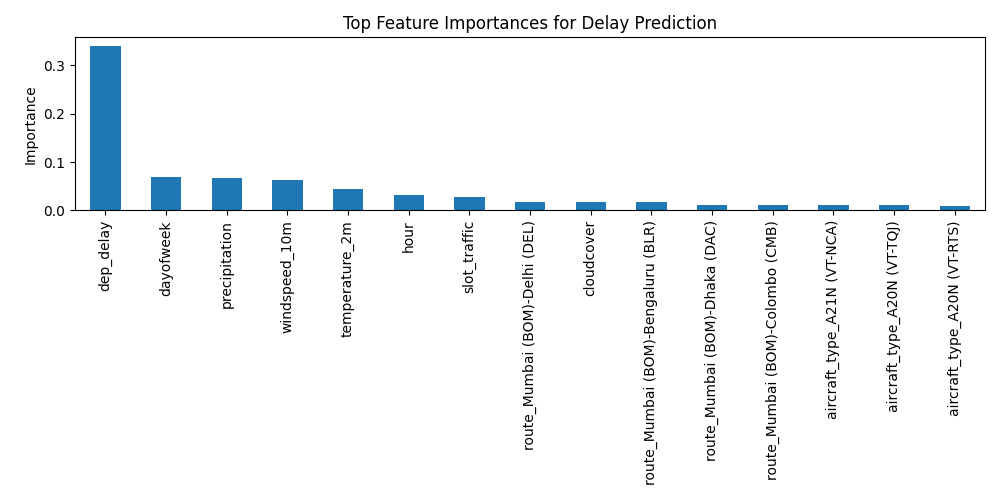 Top Feature Importances for Delay Prediction
Importance
0.3
0.2
0.1
0.0
dep_delay
dayofweek
precipitation
windspeed_10m
temperature_2m
hour
slot_traffic
route_Mumbai (BOM)-Delhi (DEL)
cloudcover
route_Mumbai (BOM)-Bengaluru (BLR)
route_Mumbai (BOM)-Dhaka (DAC)
route_Mumbai (BOM)-Colombo (CMB)
aircraft_type_A21N (VT-NCA)
aircraft_type_A20N (VT-TQJ)
aircraft_type_A20N (VT-RTS)